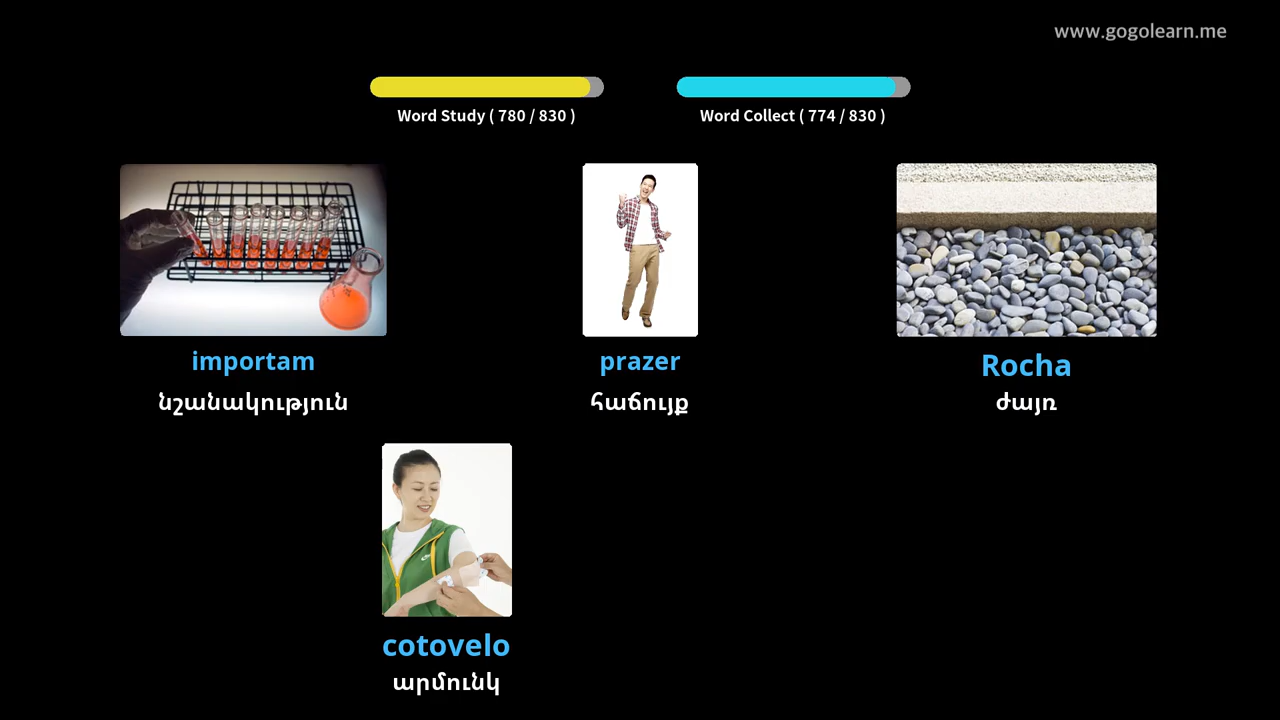 www.gogolearn.me
Word Study ( 780 / 830 )
Word Collect ( 774 / 830 )
importam
նշանակություն
prazer
հաճույք
Rocha
ժայռ
cotovelo
արմունկ